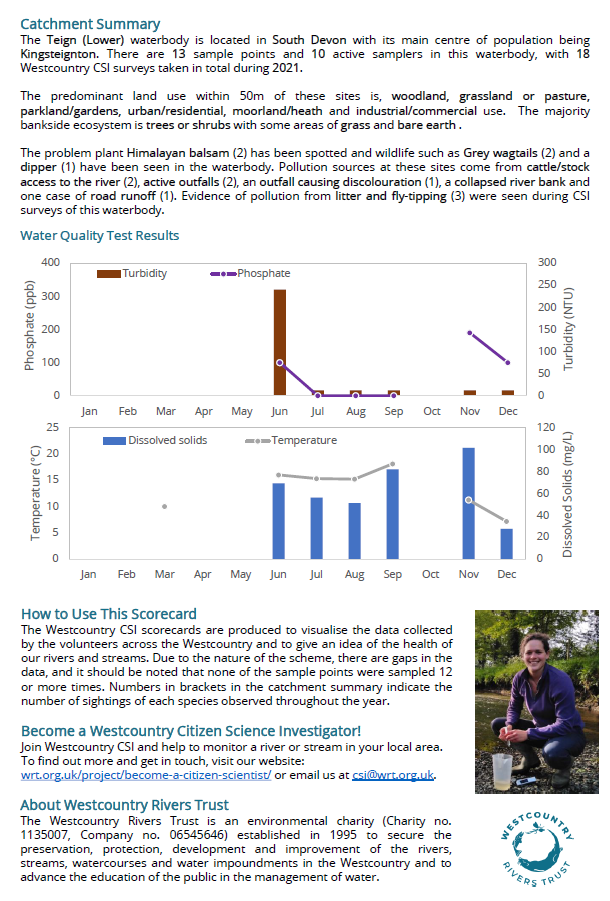 Catchment Summary
The Teign (Lower) waterbody is located in South Devon with its main centre of population being
Kingsteignton. There are 13 sample points and 10 active samplers in this waterbody, with 18
Westcountry CSI surveys taken in total during 2021.
The predominant land use within 50m of these sites is, woodland, grassland or pasture,
parkland/gardens, urban/residential, moorland/heath and industrial/commercial use. The majority
bankside ecosystem is trees or shrubs with some areas of grass and bare earth .
The problem plant Himalayan balsam (2) has been spotted and wildlife such as Grey wagtails (2) and a
dipper (1) have been seen in the waterbody. Pollution sources at these sites come from cattle/stock
access to the river (2), active outfalls (2), an outfall causing discolouration (1), a collapsed river bank and
one case of road runoff (1). Evidence of pollution from litter and fly-tipping (3) were seen during CSI
surveys of this waterbody.
Water Quality Test Results
Turbidity Phosphate
Phosphate (ppb)
400
300
200
100
0
Turbidity (NTU)
300
250
200
150
100
50
0
Jan Feb Mar Apr May Jun Jul Aug Sep Oct Nov Dec
Dissolved solids Temperature
Temperature (°C)
25
20
15
10
5
0
Dissolved Solids (mg/L)
120
100
80
60
40
20
0
Jan Feb Mar Apr May Jun Jul Aug Sep Oct Nov Dec
How to Use This Scorecard
The Westcountry CSI scorecards are produced to visualise the data collected
by the volunteers across the Westcountry and to give an idea of the health of
our rivers and streams. Due to the nature of the scheme, there are gaps in the
data, and it should be noted that none of the sample points were sampled 12
or more times. Numbers in brackets in the catchment summary indicate the
number of sightings of each species observed throughout the year.
Become a Westcountry Citizen Science Investigator!
Join Westcountry CSI and help to monitor a river or stream in your local area.
To find out more and get in touch, visit our website:
wrt.org.uk/project/become-a-citizen-scientist/ or email us at csi@wrt.org.uk.
About Westcountry Rivers Trust
The Westcountry Rivers Trust is an environmental charity (Charity no.
1135007, Company no. 06545646) established in 1995 to secure the
preservation, protection, development and improvement of the rivers,
streams, watercourses and water impoundments in the Westcountry and to
advance the education of the public in the management of water.
WESTCOUNTRY
RIVERS TRUST